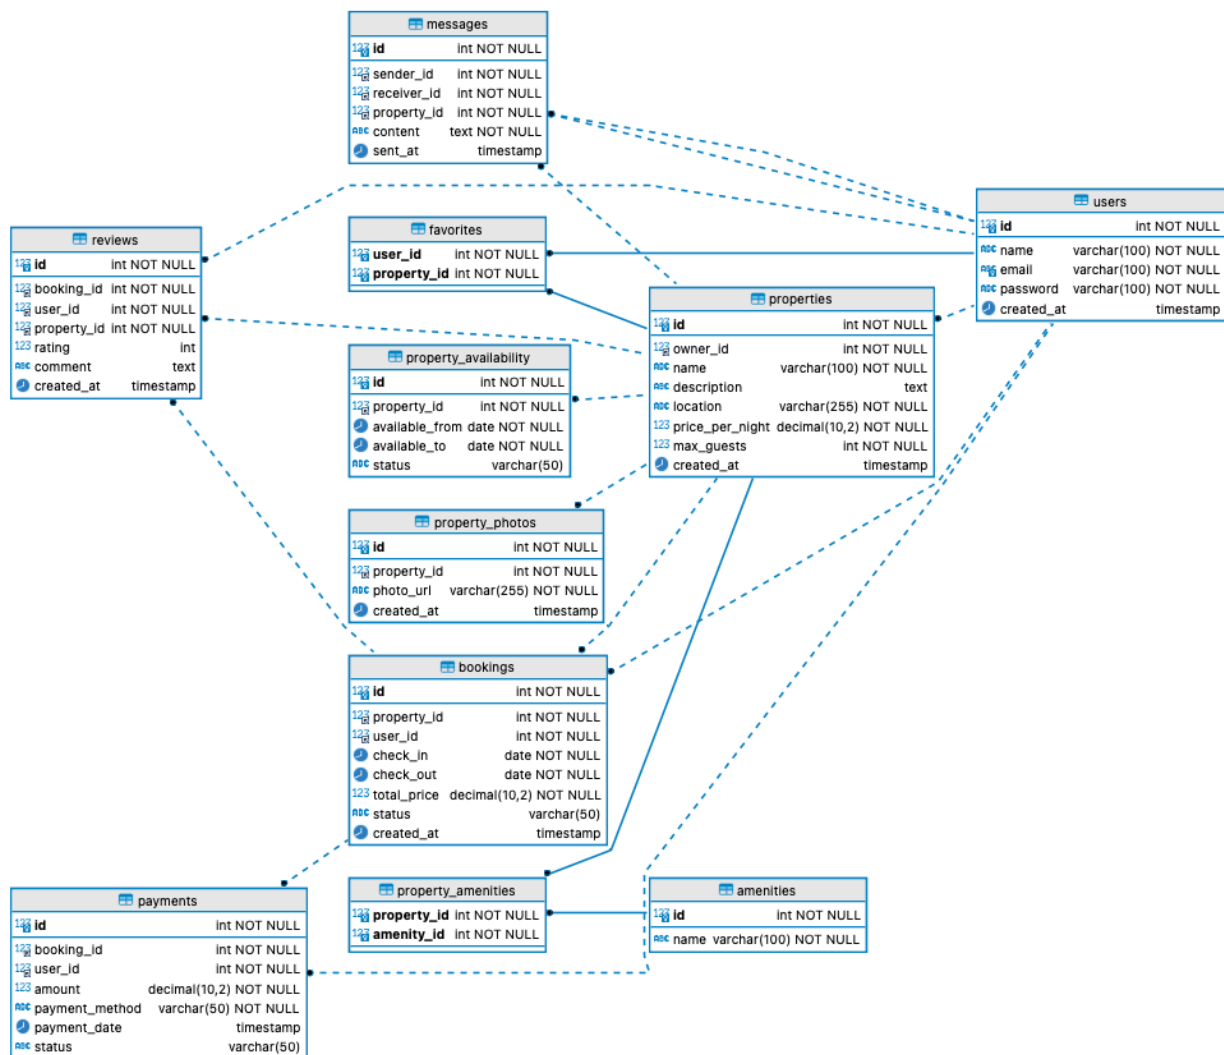 messages
id int NOT NULL
sender_id int NOT NULL
receiver_id int NOT NULL
property_id int NOT NULL
content text NOT NULL
sent_at timestamp
users
id int NOT NULL
name varchar(100) NOT NULL
email varchar(100) NOT NULL
password varchar(100) NOT NULL
created_at timestamp
reviews
id int NOT NULL
booking_id int NOT NULL
user_id int NOT NULL
property_id int NOT NULL
rating int
comment text
created_at timestamp
favorites
user_id int NOT NULL
property_id int NOT NULL
properties
id int NOT NULL
owner_id int NOT NULL
name varchar(100) NOT NULL
description text
location varchar(255) NOT NULL
price_per_night decimal(10,2) NOT NULL
max_guests int NOT NULL
created_at timestamp
property_availability
id int NOT NULL
property_id int NOT NULL
available_from date NOT NULL
available_to date NOT NULL
status varchar(50)
property_photos
id int NOT NULL
property_id int NOT NULL
photo_url varchar(255) NOT NULL
created_at timestamp
bookings
id int NOT NULL
property_id int NOT NULL
user_id int NOT NULL
check_in date NOT NULL
check_out date NOT NULL
total_price decimal(10,2) NOT NULL
status varchar(50)
created_at timestamp
payments
id int NOT NULL
booking_id int NOT NULL
user_id int NOT NULL
amount decimal(10,2) NOT NULL
payment_method varchar(50) NOT NULL
payment_date timestamp
status varchar(50)
property_amenities
property_id int NOT NULL
amenity_id int NOT NULL
amenities
id int NOT NULL
name varchar(100) NOT NULL